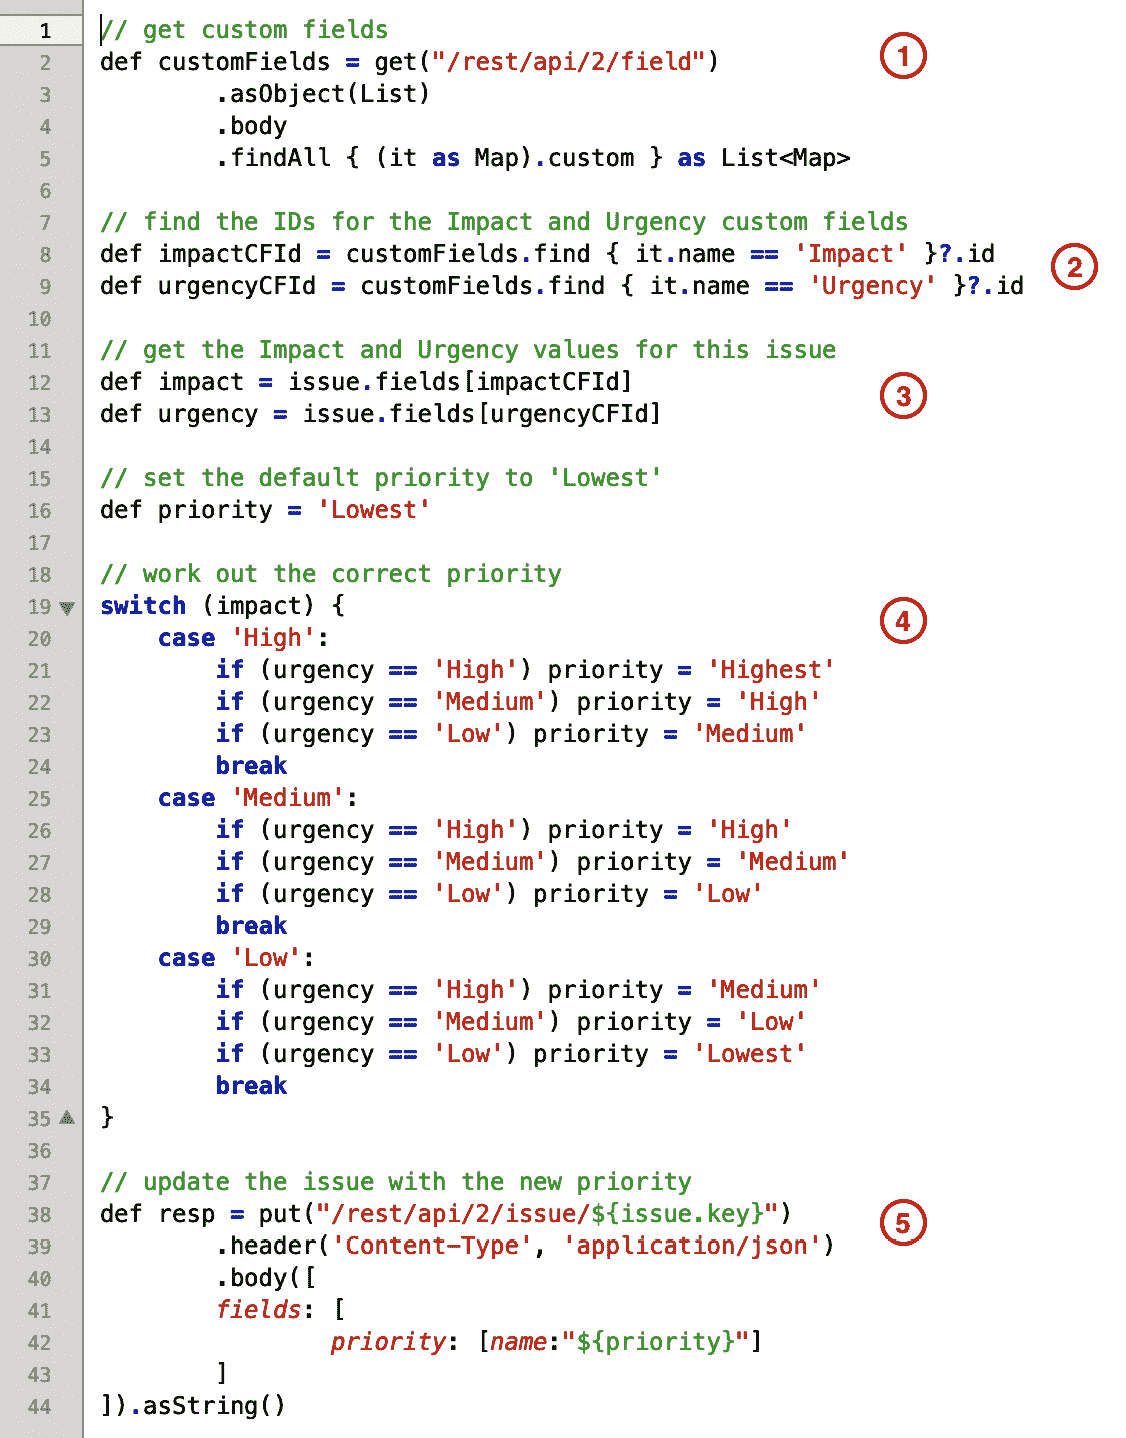 1 // get custom fields
2 def customFields = get("/rest/api/2/field") 1
3         .asObject(List)
4         .body
5         .findAll { (it as Map).custom } as List<Map>
6
7 // find the IDs for the Impact and Urgency custom fields
8 def impactCFId = customFields.find { it.name == 'Impact' }?.id 2
9 def urgencyCFId = customFields.find { it.name == 'Urgency' }?.id
10
11 // get the Impact and Urgency values for this issue
12 def impact = issue.fields[impactCFId] 3
13 def urgency = issue.fields[urgencyCFId]
14
15 // set the default priority to 'Lowest'
16 def priority = 'Lowest'
17
18 // work out the correct priority
19 switch (impact) { 4
20     case 'High':
21         if (urgency == 'High') priority = 'Highest'
22         if (urgency == 'Medium') priority = 'High'
23         if (urgency == 'Low') priority = 'Medium'
24         break
25     case 'Medium':
26         if (urgency == 'High') priority = 'High'
27         if (urgency == 'Medium') priority = 'Medium'
28         if (urgency == 'Low') priority = 'Low'
29         break
30     case 'Low':
31         if (urgency == 'High') priority = 'Medium'
32         if (urgency == 'Medium') priority = 'Low'
33         if (urgency == 'Low') priority = 'Lowest'
34         break
35 }
36
37 // update the issue with the new priority
38 def resp = put("/rest/api/2/issue/${issue.key}") 5
39         .header('Content-Type', 'application/json')
40         .body([
41         fields: [
42                 priority: [name:"${priority}"]
43         ]
44 ]).asString()